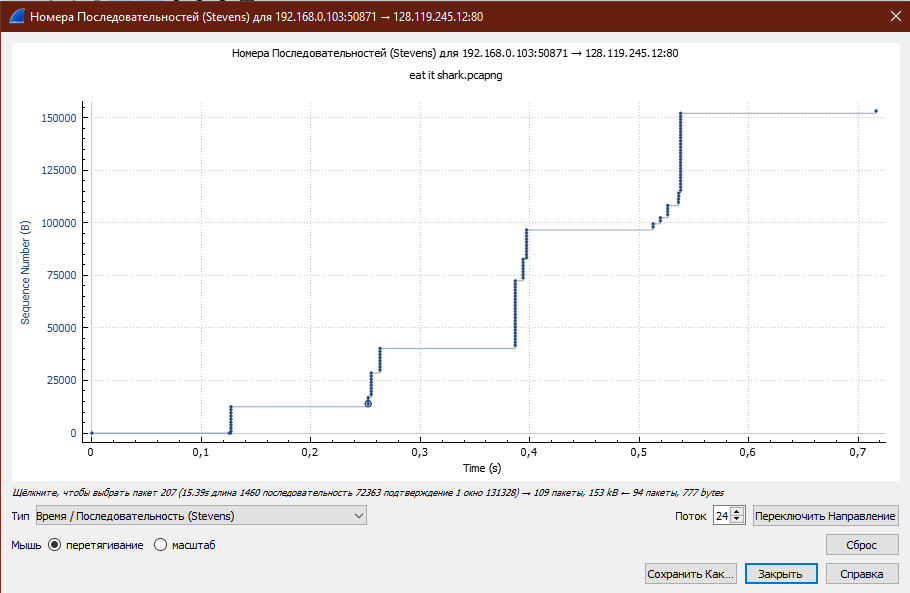 Номера Последовательностей (Stevens) для 192.168.0.103:50871 → 128.119.245.12:80
Номера Последовательностей (Stevens) для 192.168.0.103:50871 → 128.119.245.12:80
eat it shark.pcapng
Sequence Number (B)
150000
125000
100000
75000
50000
25000
0
0 0,1 0,2 0,3 0,4 0,5 0,6 0,7
Time (s)
Щёлкните, чтобы выбрать пакет 207 (15.39s длина 1460 последовательность 72363 подтверждение 1 окно 131328) → 109 пакеты, 153 kB ← 94 пакеты, 777 bytes
Тип Время / Последовательность (Stevens) Поток 24 Переключить Направление
Мышь перетягивание масштаб Сброс
Сохранить Как... Закрыть Справка